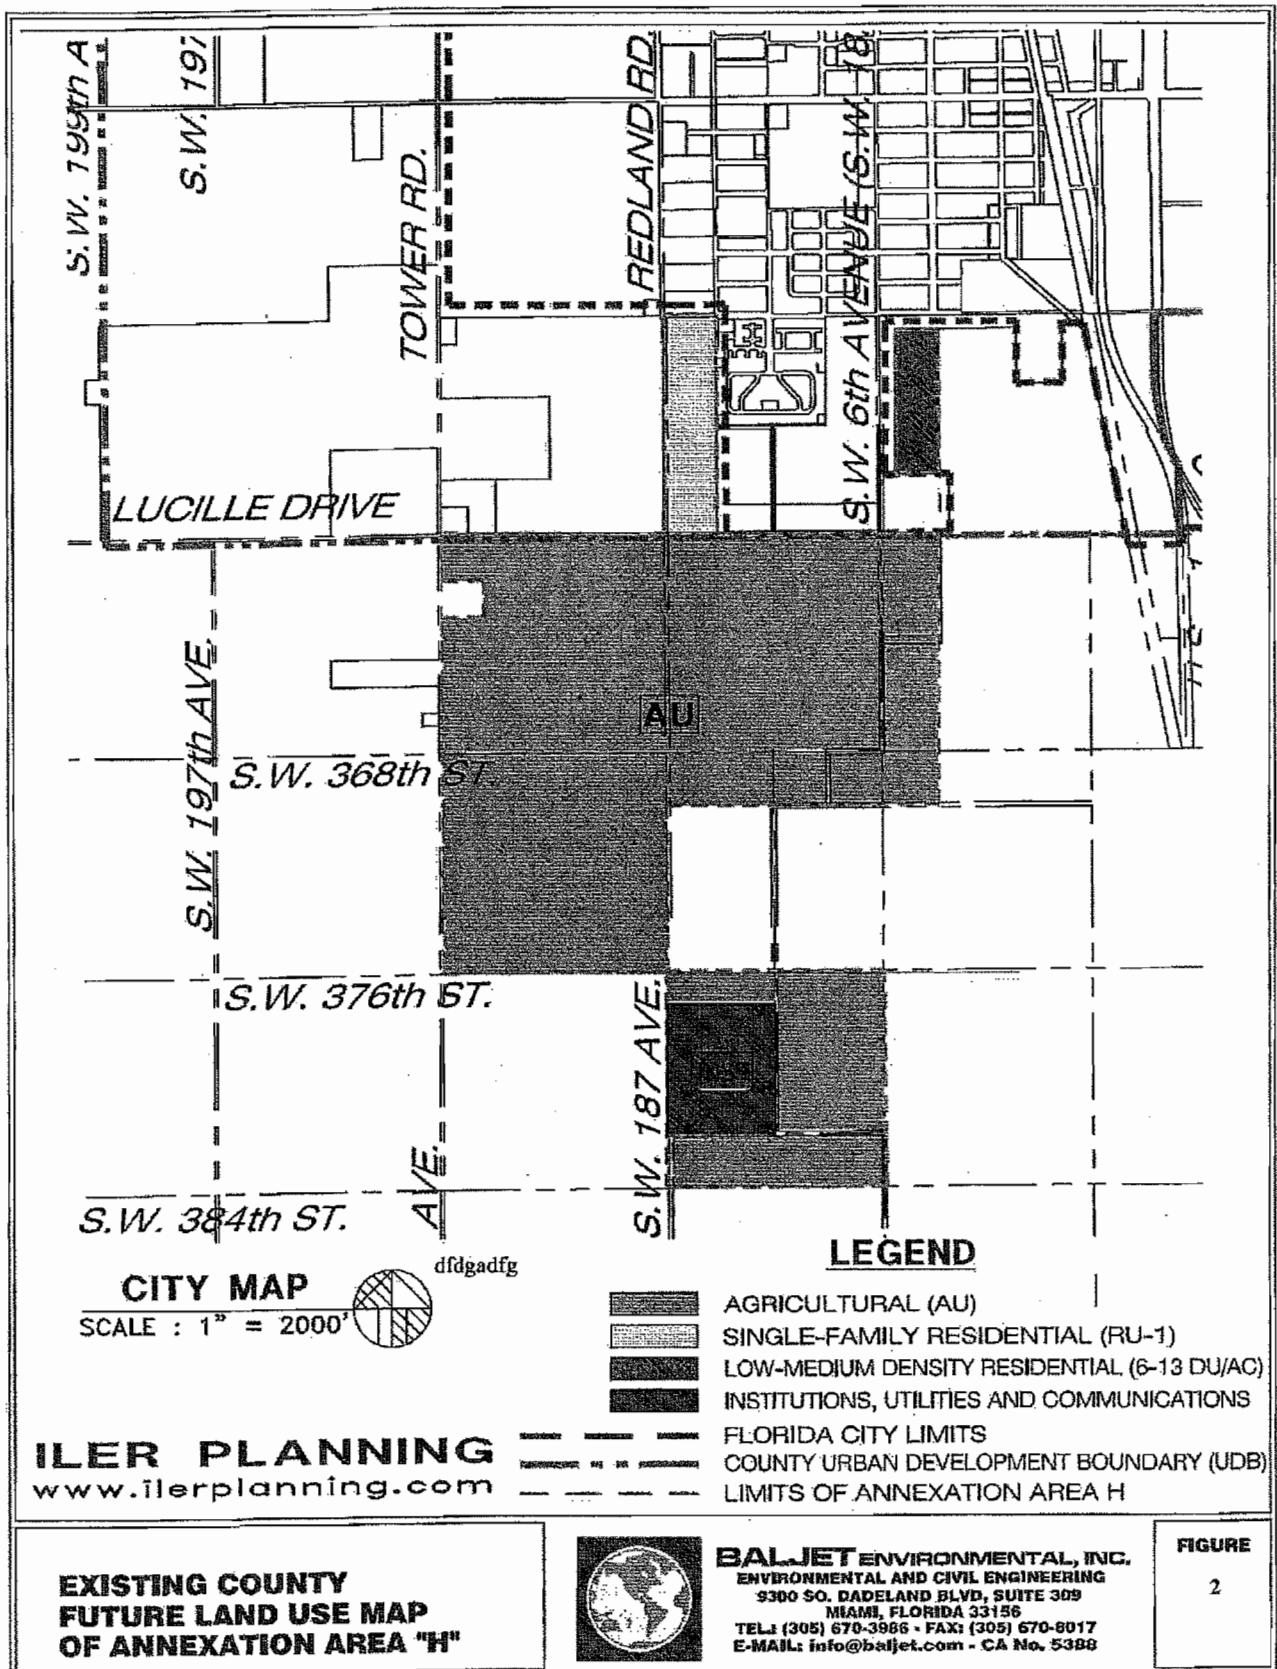 S.W. 199th A
S.W. 197
TOWER RD.
REDLAND RD.
S.W. 6th AVENUE (S.W. 18
LUCILLE DRIVE
AU
S.W. 197th AVE.
S.W. 368th ST.
S.W. 376th ST.
S.W. 187 AVE.
AVE.
S.W. 384th ST.
CITY MAP
SCALE : 1" = 2000'
dfdgadfg
LEGEND
AGRICULTURAL (AU)
SINGLE-FAMILY RESIDENTIAL (RU-1)
LOW-MEDIUM DENSITY RESIDENTIAL (6-13 DU/AC)
INSTITUTIONS, UTILITIES AND COMMUNICATIONS
FLORIDA CITY LIMITS
COUNTY URBAN DEVELOPMENT BOUNDARY (UDB)
LIMITS OF ANNEXATION AREA H
ILER PLANNING
www.ilerplanning.com
EXISTING COUNTY
FUTURE LAND USE MAP
OF ANNEXATION AREA "H"
BALJET ENVIRONMENTAL, INC.
ENVIRONMENTAL AND CIVIL ENGINEERING
9300 SO. DADELAND BLVD, SUITE 309
MIAMI, FLORIDA 33156
TEL.: (305) 670-3986 - FAX: (305) 670-8017
E-MAIL: info@baljet.com - CA No. 5388
FIGURE
2